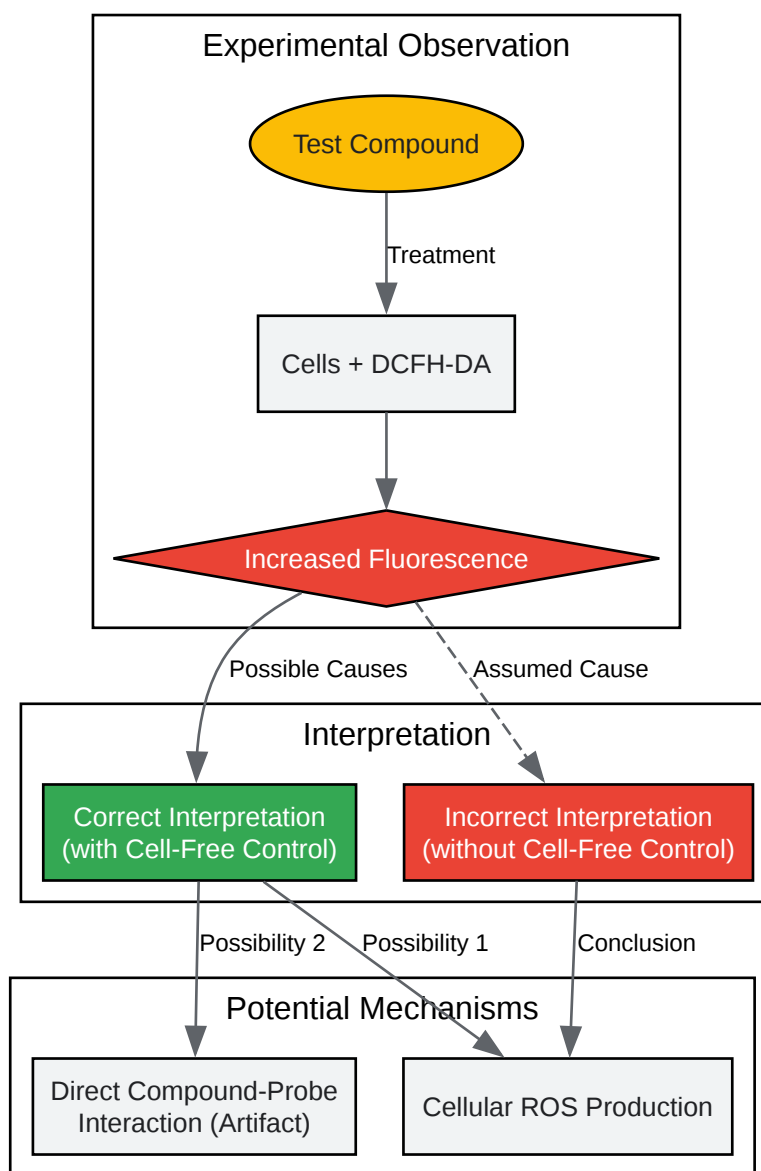 Experimental Observation
Test Compound
Treatment
Cells + DCFH-DA
Increased Fluorescence
Possible Causes
Assumed Cause
Interpretation
Correct Interpretation
(with Cell-Free Control)
Incorrect Interpretation
(without Cell-Free Control)
Possibility 2
Possibility 1
Conclusion
Potential Mechanisms
Direct Compound-Probe
Interaction (Artifact)
Cellular ROS Production